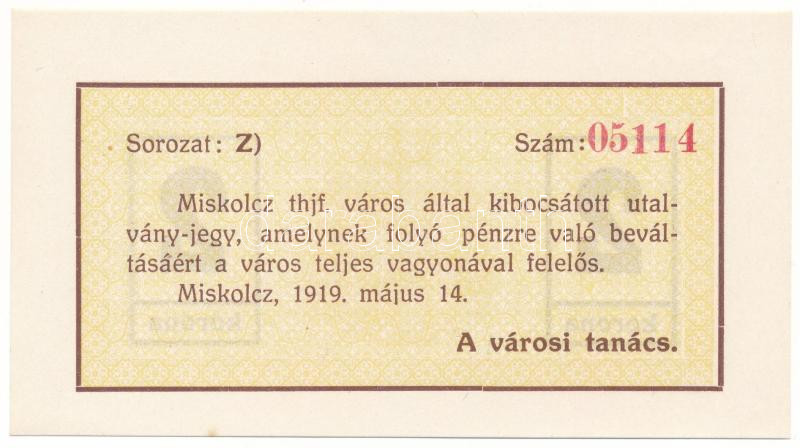 Sorozat: Z) Szám: 05114
Miskolcz thjf. város által kibocsátott utal-
vány-jegy, amelynek folyó pénzre való bevál-
tásáért a város teljes vagyonával felelős.
Miskolcz, 1919. május 14.
A városi tanács.